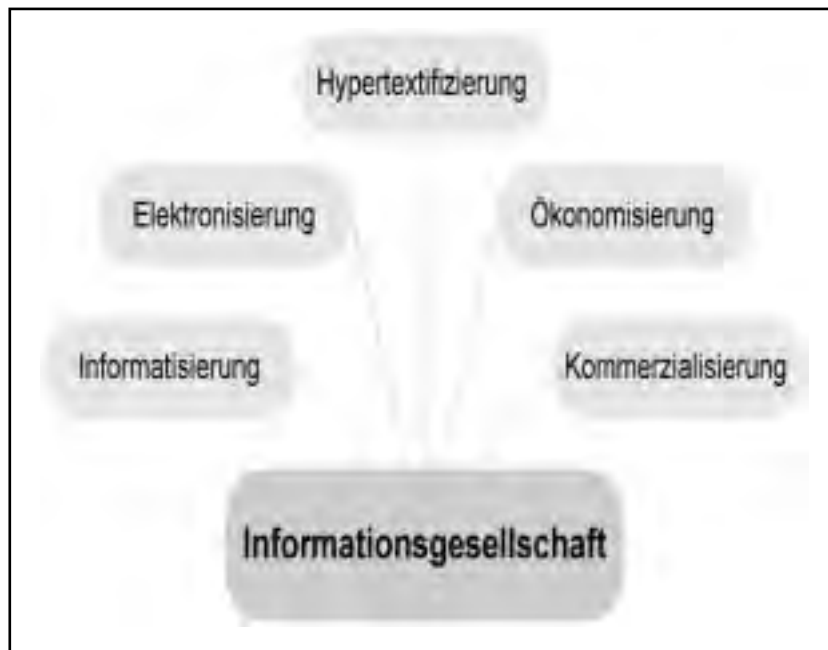 Hypertextifizierung
Elektronisierung
Ökonomisierung
Informatisierung
Kommerzialisierung
Informationsgesellschaft